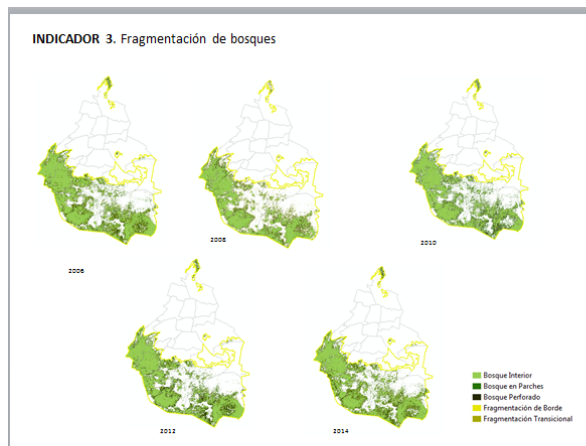 INDICADOR 3. Fragmentación de bosques
2006
2008
2010
2012
2014
Bosque Interior
Bosque en Parches
Bosque Perforado
Fragmentación de Borde
Fragmentación Transicional